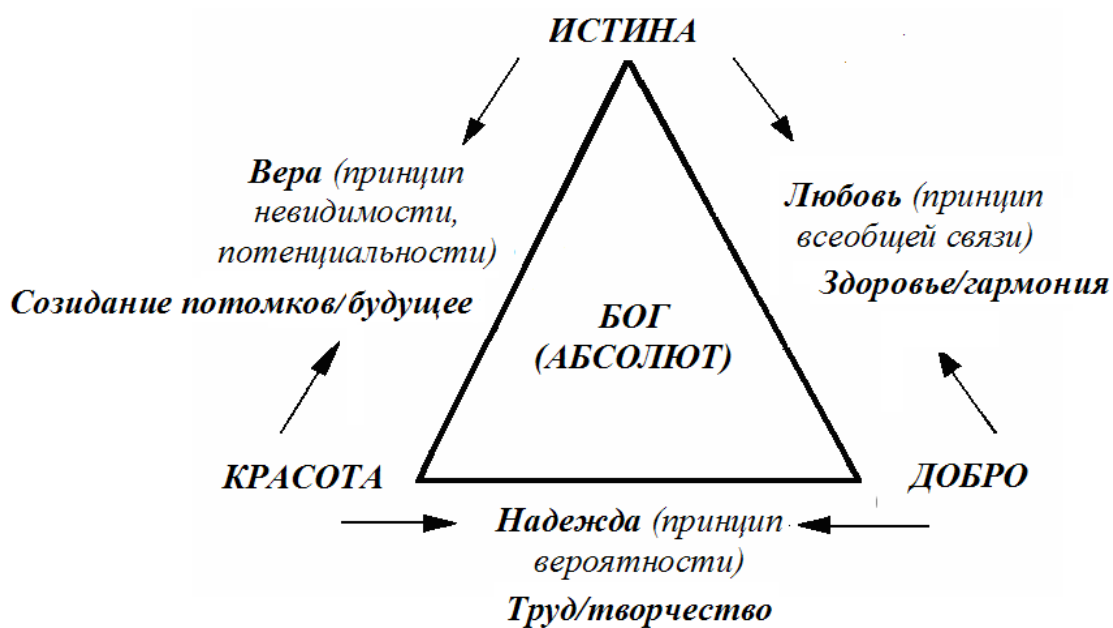 ИСТИНА
Вера (принцип
невидимости,
потенциальности)
Созидание потомков/будущее
Любовь (принцип
всеобщей связи)
Здоровье/гармония
БОГ
(АБСОЛЮТ)
КРАСОТА
ДОБРО
Надежда (принцип
вероятности)
Труд/творчество